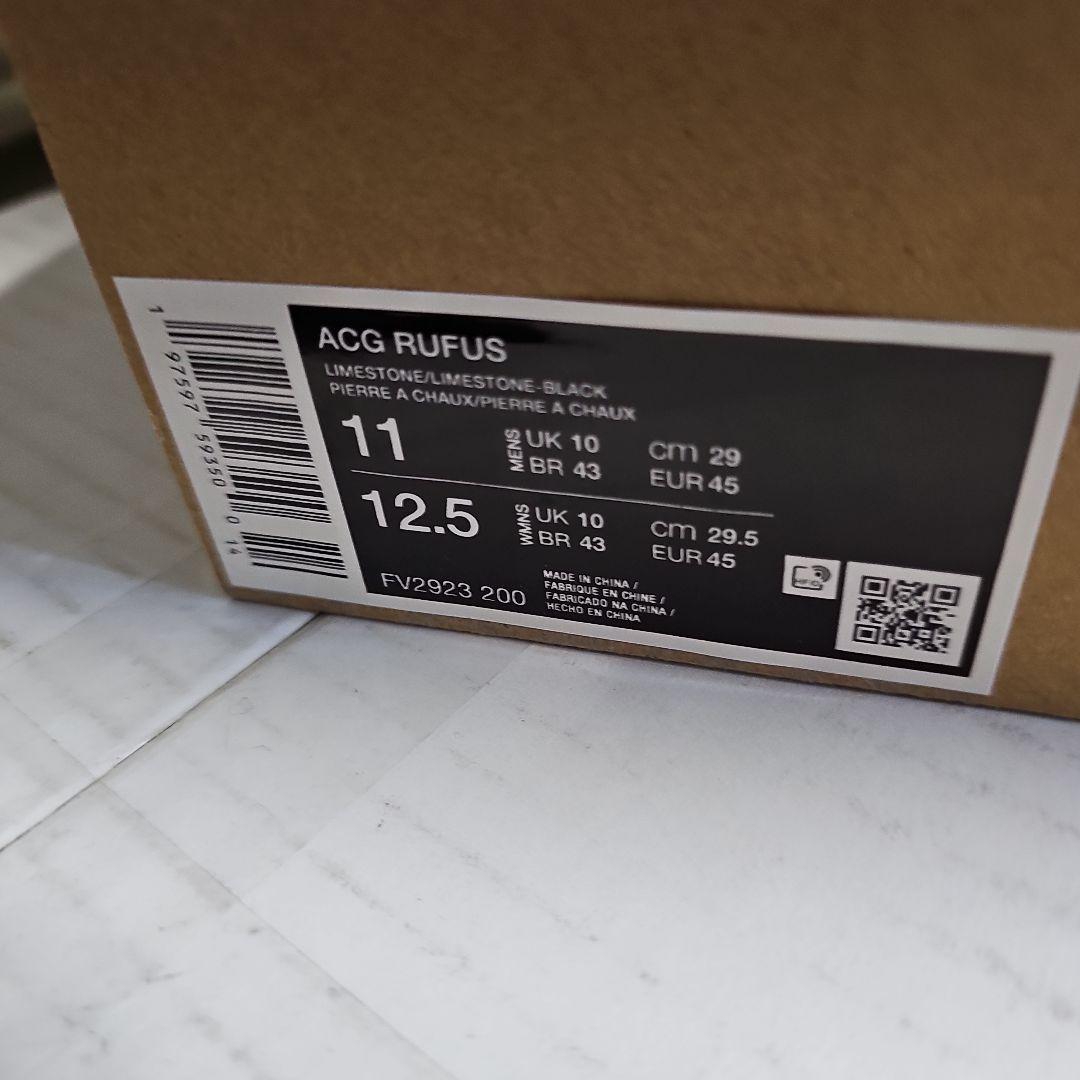 ACG RUFUS
LIMESTONE/LIMESTONE-BLACK
PIERRE A CHAUX/PIERRE A CHAUX
11
MENS
UK 10 cm 29
BR 43 EUR 45
12.5
WMNS
UK 10 cm 29.5
BR 43 EUR 45
FV2923 200
MADE IN CHINA /
FABRIQUE EN CHINE /
FABRICADO NA CHINA /
HECHO EN CHINA
1 97597 59350 0 14